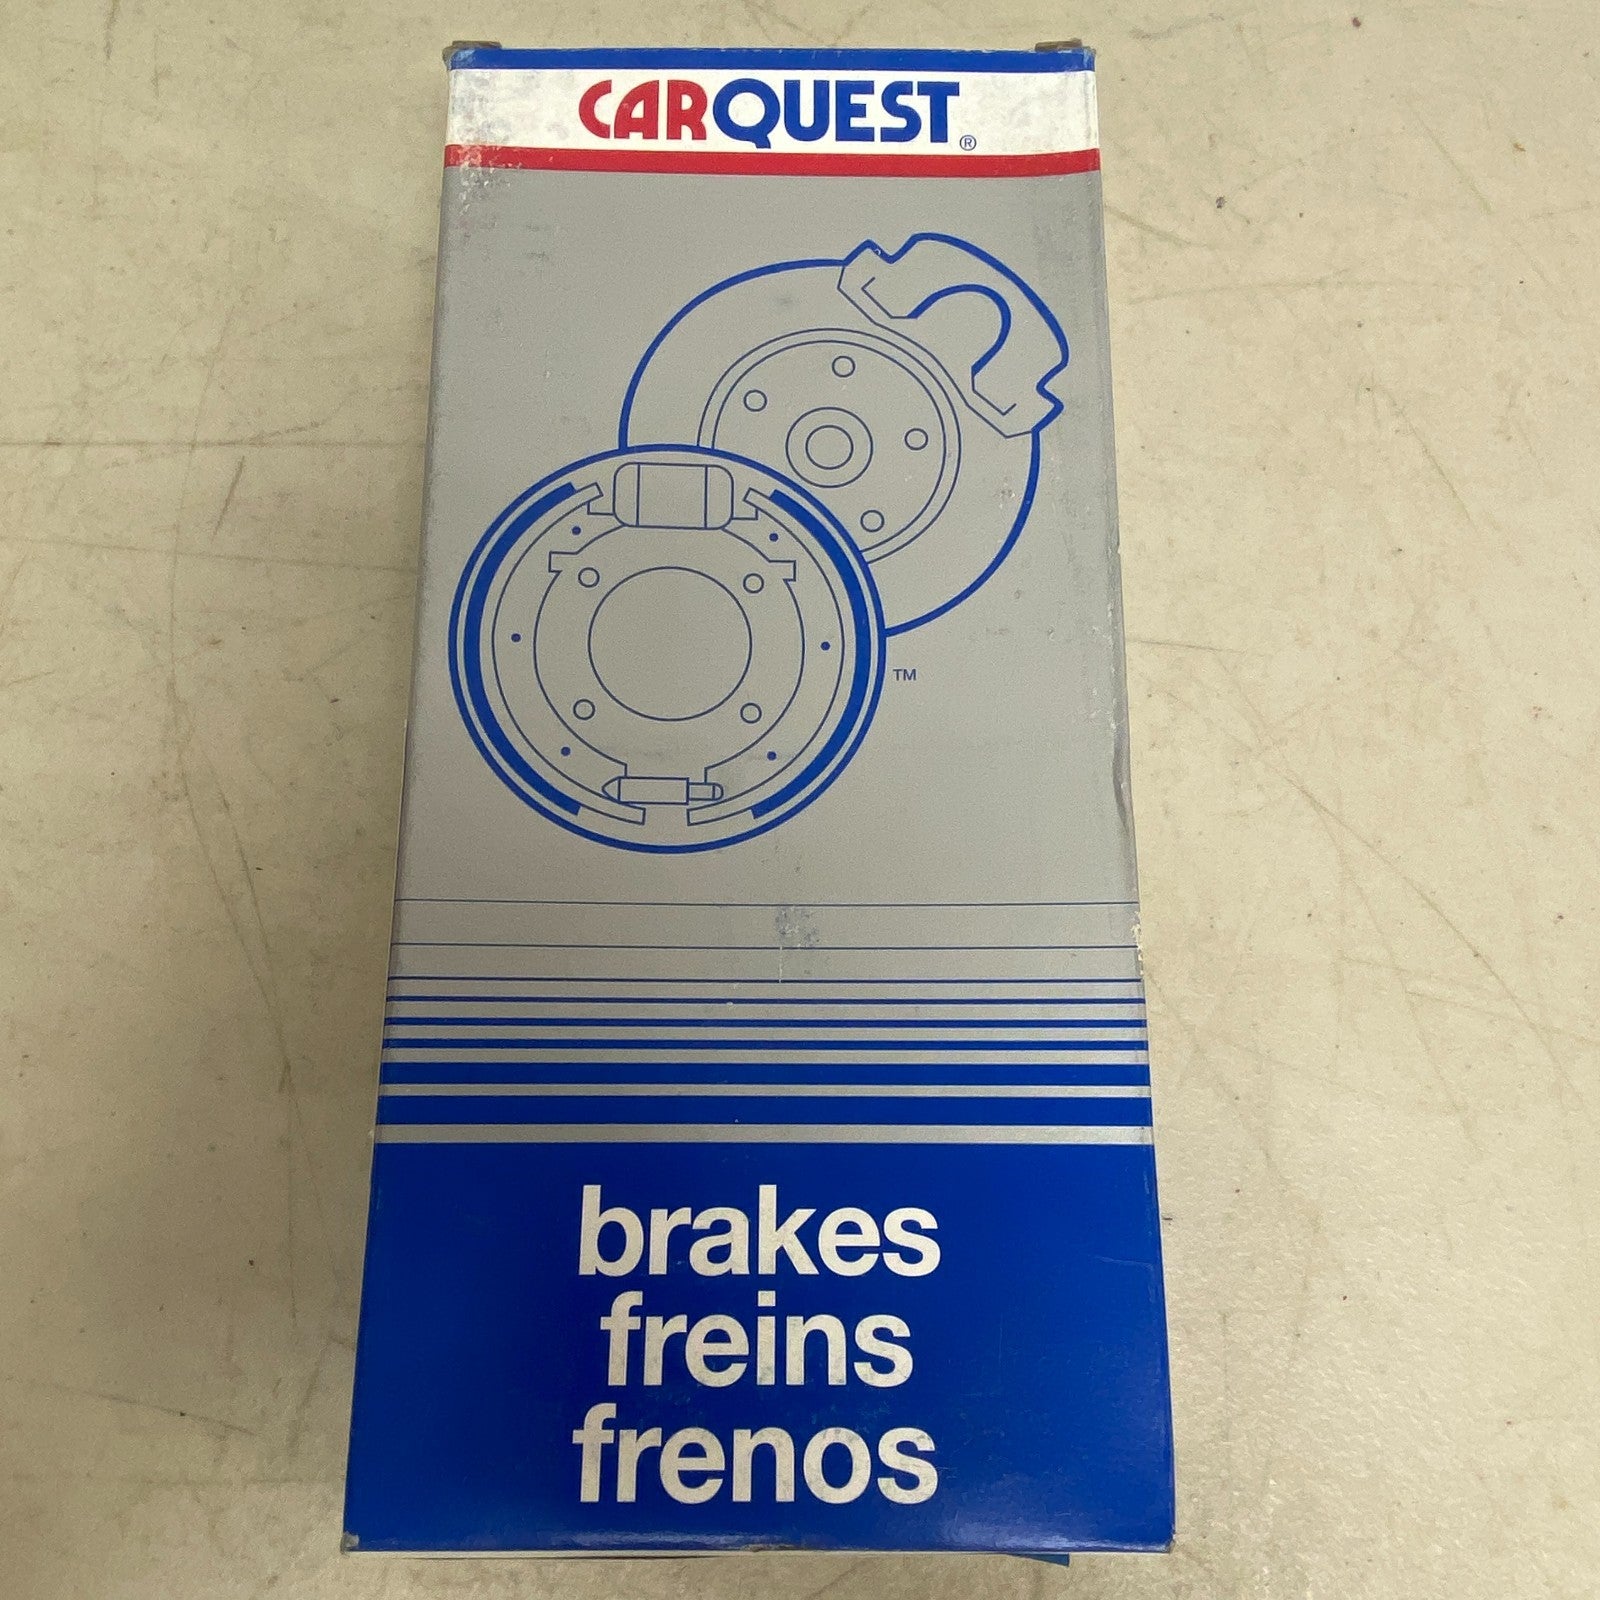 CARQUEST®
TM
brakes
freins
frenos